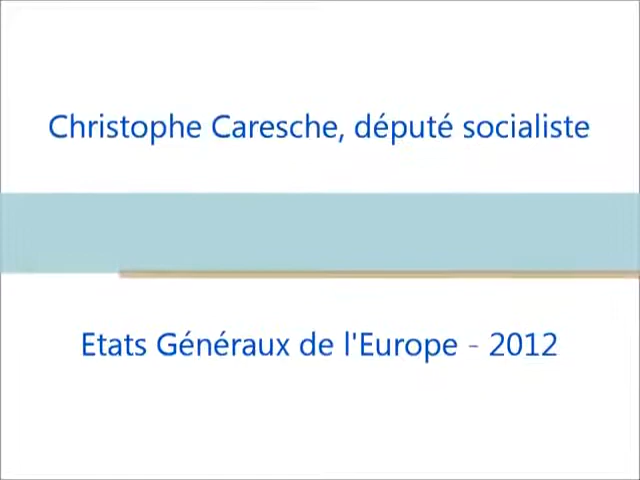 Christophe Caresche, député socialiste
Etats Généraux de l'Europe - 2012